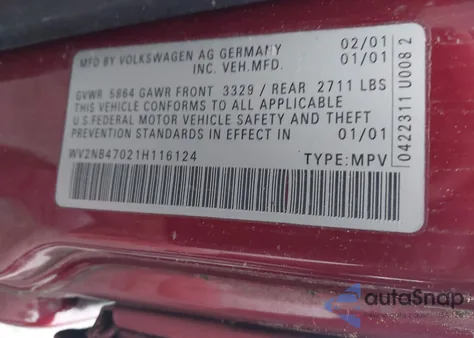 MFD BY VOLKSWAGEN AG GERMANY 02/01
INC. VEH.MFD. 01/01
GVWR 5864 GAWR FRONT 3329 / REAR 2711 LBS
THIS VEHICLE CONFORMS TO ALL APPLICABLE
U.S.FEDERAL MOTOR VEHICLE SAFETY AND THEFT
PREVENTION STANDARDS IN EFFECT ON 01/01
WV2NB47021H116124 TYPE:MPV
0422311 U008 2
autoSnap